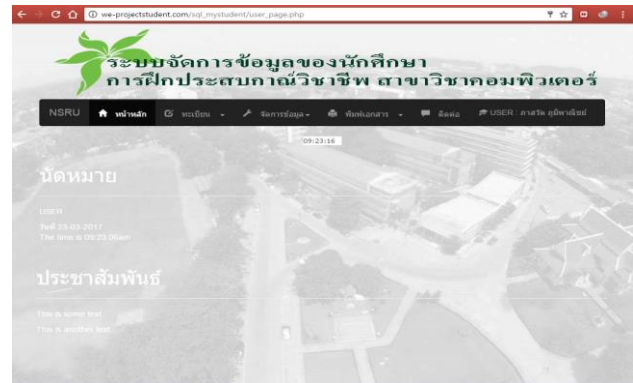 we-projectstudent.com/sql_mystudent/user_page.php
ระบบจัดการข้อมูลของนักศึกษา
การฝึกประสบกาณ์วิชาชีพ สาขาวิชาคอมพิวเตอร์
NSRU หน้าหลัก ทะเบียน จัดการข้อมูล พิมพ์เอกสาร ติดต่อ USER :
09:23:16
นัดหมาย
USER
วันที่ 23-03-2017
The time is 09:23:06am
ประชาสัมพันธ์
This is some text
This is another text